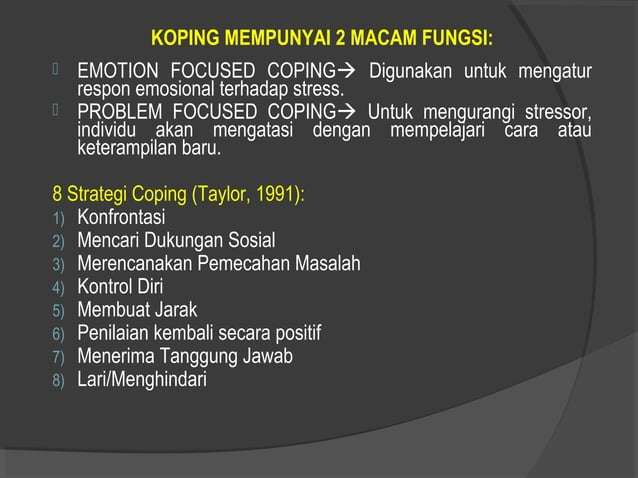 KOPING MEMPUNYAI 2 MACAM FUNGSI:
EMOTION FOCUSED COPING→ Digunakan untuk mengatur
respon emosional terhadap stress.
PROBLEM FOCUSED COPING→ Untuk mengurangi stressor,
individu akan mengatasi dengan mempelajari cara atau
keterampilan baru.
8 Strategi Coping (Taylor, 1991):
1) Konfrontasi
2) Mencari Dukungan Sosial
3) Merencanakan Pemecahan Masalah
4) Kontrol Diri
5) Membuat Jarak
6) Penilaian kembali secara positif
7) Menerima Tanggung Jawab
8) Lari/Menghindari